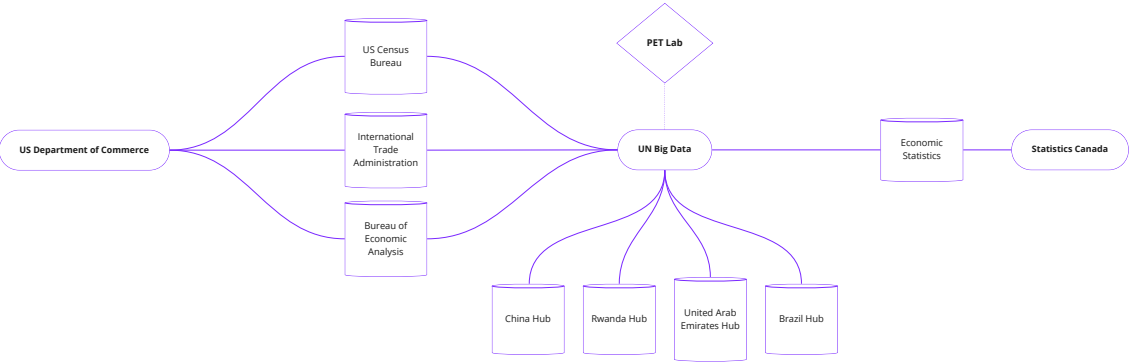 PET Lab
US Census
Bureau
International
Trade
Administration
US Department of Commerce
UN Big Data
Economic
Statistics
Statistics Canada
Bureau of
Economic
Analysis
China Hub
Rwanda Hub
United Arab
Emirates Hub
Brazil Hub